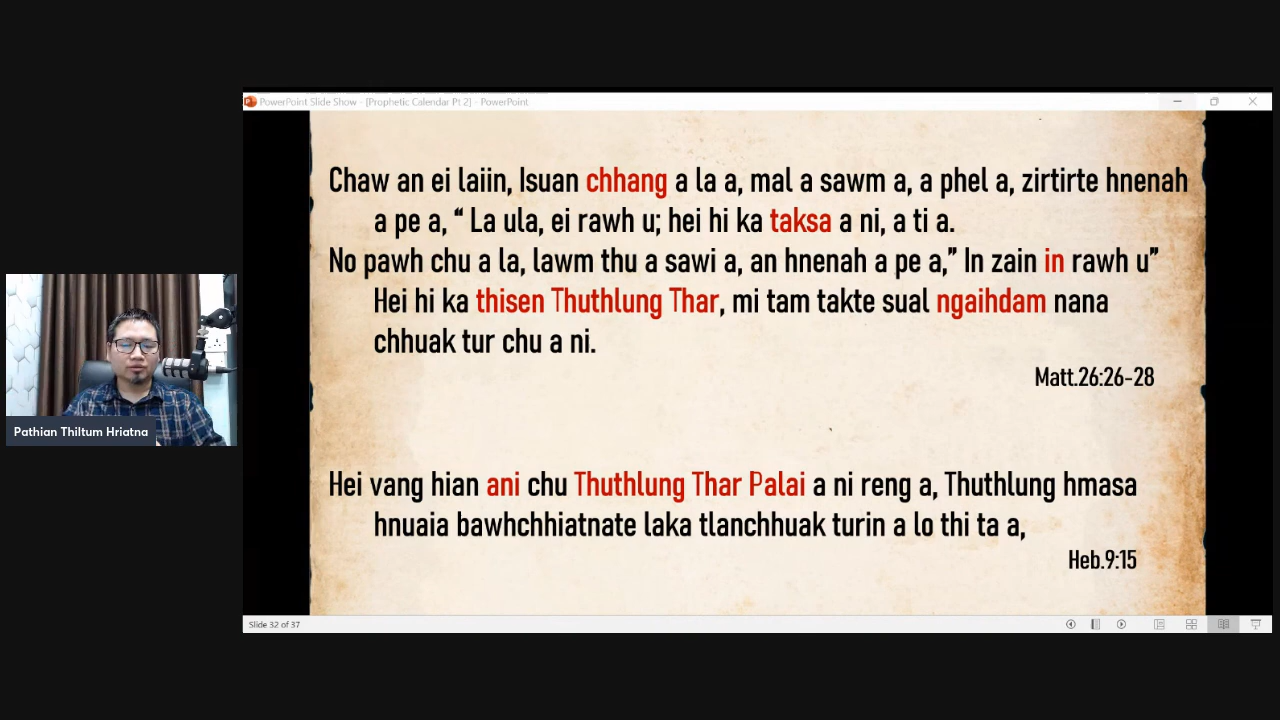 PowerPoint Slide Show - [Prophetic Calendar Pt 2] - PowerPoint
Chaw an ei laiin, Isuan chhang a la a, mal a sawm a, a phel a, zirtirte hnenah
a pe a, “ La ula, ei rawh u; hei hi ka taksa a ni, a ti a.
No pawh chu a la, lawm thu a sawi a, an hnenah a pe a,” In zain in rawh u”
Hei hi ka thisen Thuthlung Thar, mi tam takte sual ngaihdam nana
chhuak tur chu a ni.
Matt.26:26-28
Pathian Thiltum Hriatna
Hei vang hian ani chu Thuthlung Thar Palai a ni reng a, Thuthlung hmasa
hnuaia bawhchhiatnate laka tlanchhuak turin a lo thi ta a,
Heb.9:15
Slide 32 of 37